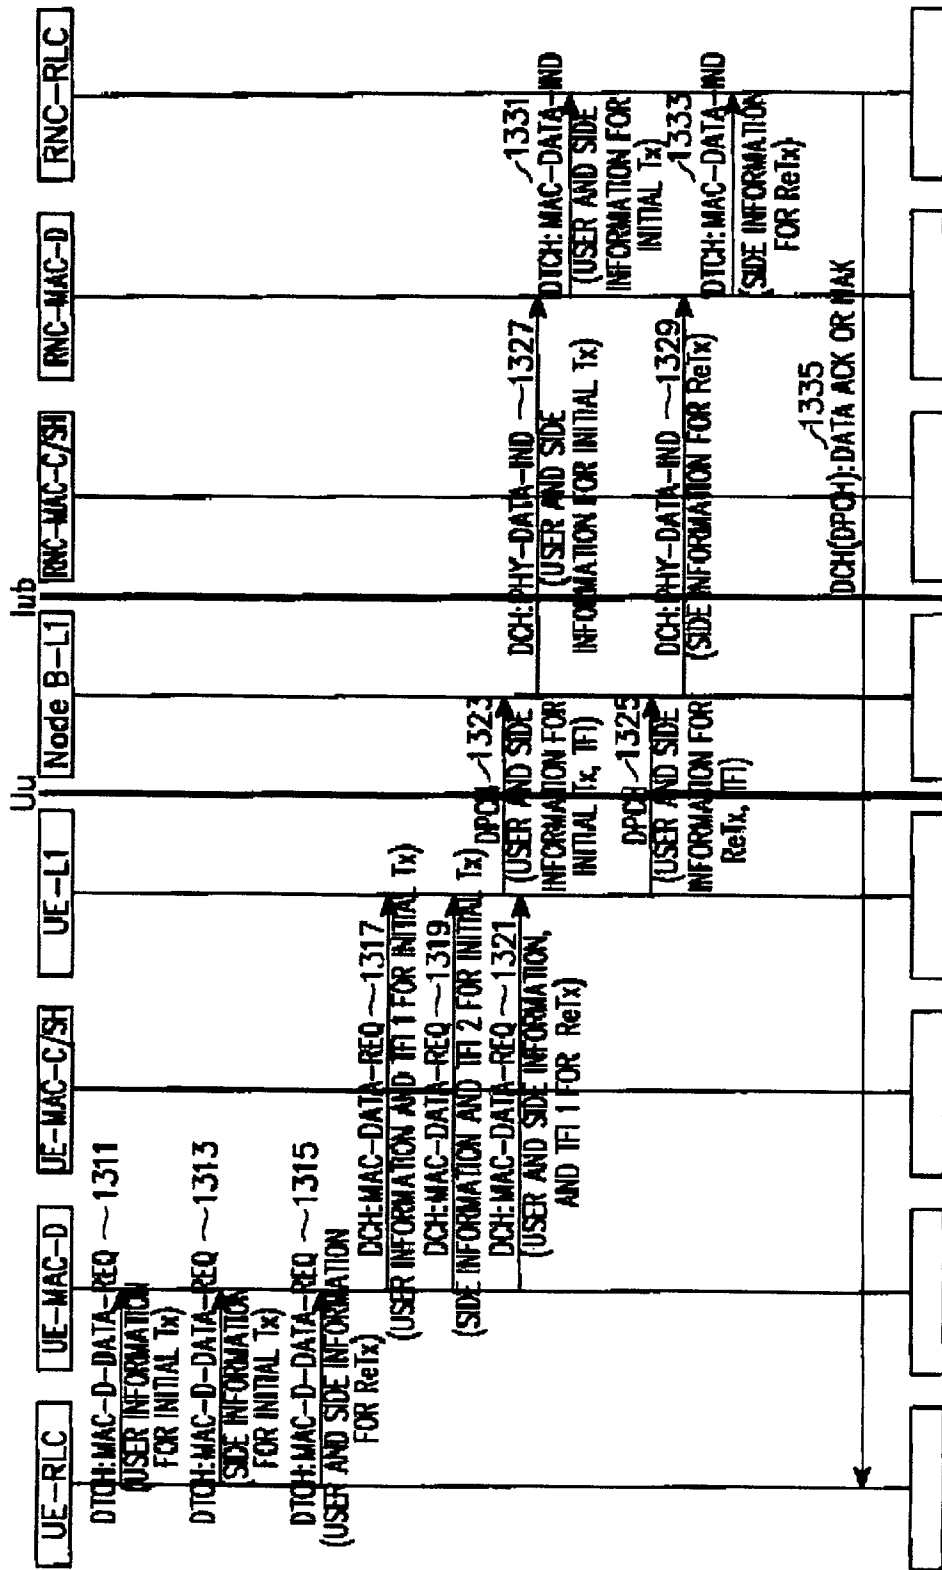 Uu
Iub
UE-RLC
UE-MAC-D
UE-MAC-C/SH
UE-L1
Node B-L1
RNC-MAC-C/SH
RNC-MAC-D
RNC-RLC
DTCH:MAC-D-DATA-REQ ~1311
(USER INFORMATION
FOR INITIAL Tx)
DTCH:MAC-D-DATA-REQ ~1313
(SIDE INFORMATION
FOR INITIAL Tx)
DTCH:MAC-D-DATA-REQ ~1315
(USER AND SIDE INFORMATION
FOR ReTx)
DCH:MAC-DATA-REQ ~1317
(USER INFORMATION AND TFI 1 FOR INITIAL Tx)
DCH:MAC-DATA-REQ ~1319
(SIDE INFORMATION AND TFI 2 FOR INITIAL Tx)
DCH:MAC-DATA-REQ ~1321
(USER AND SIDE INFORMATION,
AND TFI 1 FOR ReTx)
DPCH ~1323
(USER AND SIDE
INFORMATION FOR
INITIAL Tx, TFI)
DPCH ~1325
(USER AND SIDE
INFORMATION FOR
ReTx, TFI)
DCH:PHY-DATA-IND ~1327
(USER AND SIDE
INFORMATION FOR INITIAL Tx)
DCH:PHY-DATA-IND ~1329
(SIDE INFORMATION FOR ReTx)
1331
DTCH:MAC-DATA-IND
(USER AND SIDE
INFORMATION FOR
INITIAL Tx)
1333
DTCH:MAC-DATA-IND
(SIDE INFORMATION
FOR ReTx)
1335
DCH(DPCH):DATA ACK OR NAK